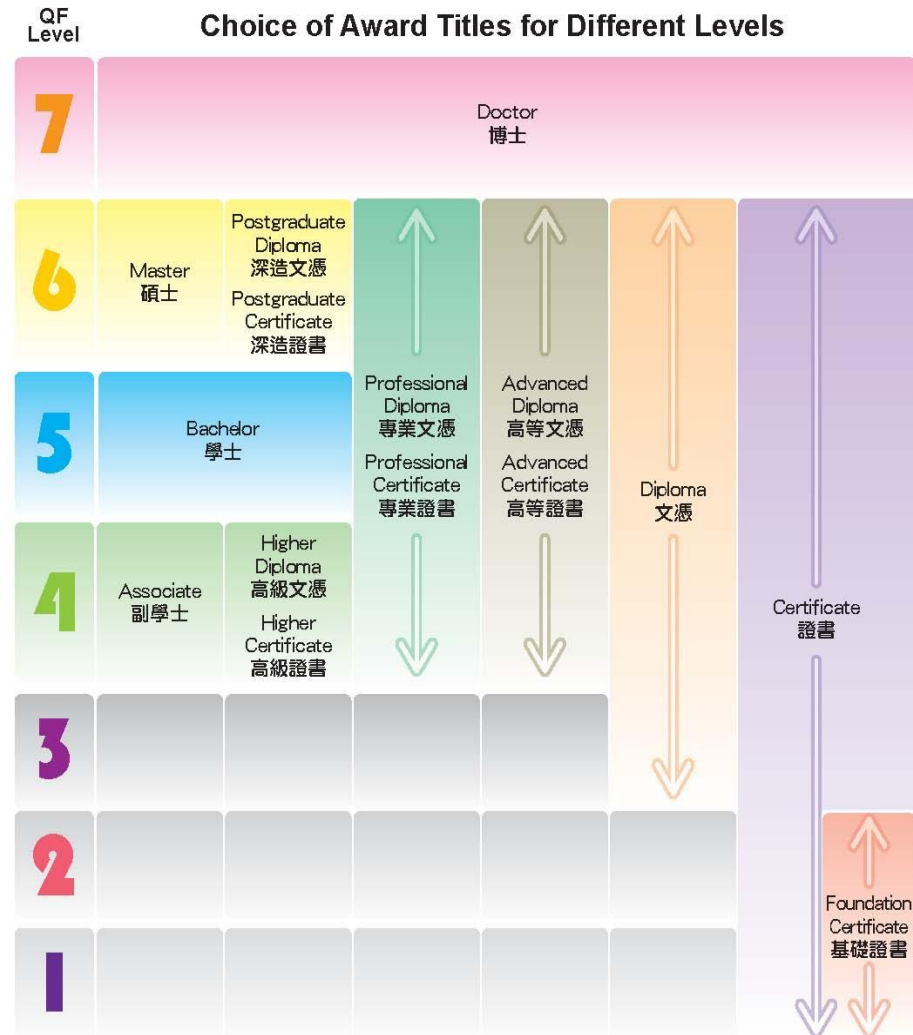 QF
Level
Choice of Award Titles for Different Levels
7
Doctor
博士
6
Master
碩士
Postgraduate
Diploma
深造文憑
Postgraduate
Certificate
深造證書
5
Bachelor
學士
Professional
Diploma
專業文憑
Professional
Certificate
專業證書
Advanced
Diploma
高等文憑
Advanced
Certificate
高等證書
Diploma
文憑
4
Associate
副學士
Higher
Diploma
高級文憑
Higher
Certificate
高級證書
Certificate
證書
3
2
Foundation
Certificate
基礎證書
1